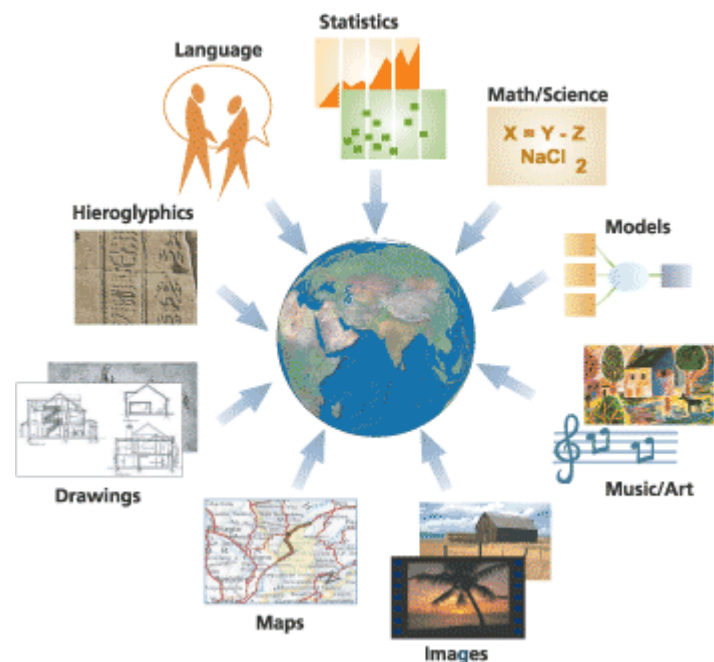 Statistics
Language
Math/Science
X = Y - Z
NaCl 2
Hieroglyphics
Models
Drawings
Music/Art
Maps
Images